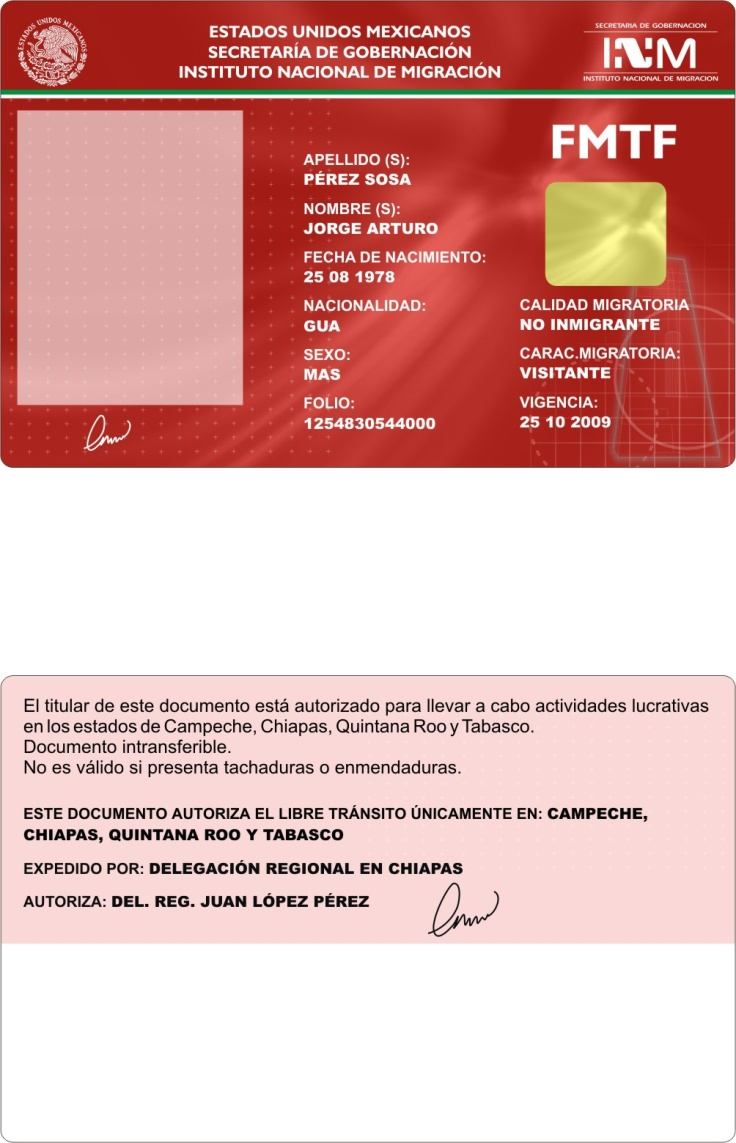 ESTADOS UNIDOS MEXICANOS
ESTADOS UNIDOS MEXICANOS
SECRETARÍA DE GOBERNACIÓN
INSTITUTO NACIONAL DE MIGRACIÓN
SECRETARIA DE GOBERNACION
INM
INSTITUTO NACIONAL DE MIGRACION
FMTF
APELLIDO (S):
PÉREZ SOSA
NOMBRE (S):
JORGE ARTURO
FECHA DE NACIMIENTO:
25 08 1978
NACIONALIDAD:
GUA
SEXO:
MAS
FOLIO:
1254830544000
CALIDAD MIGRATORIA
NO INMIGRANTE
CARAC.MIGRATORIA:
VISITANTE
VIGENCIA:
25 10 2009
El titular de este documento está autorizado para llevar a cabo actividades lucrativas
en los estados de Campeche, Chiapas, Quintana Roo y Tabasco.
Documento intransferible.
No es válido si presenta tachaduras o enmendaduras.
ESTE DOCUMENTO AUTORIZA EL LIBRE TRÁNSITO ÚNICAMENTE EN: CAMPECHE,
CHIAPAS, QUINTANA ROO Y TABASCO
EXPEDIDO POR: DELEGACIÓN REGIONAL EN CHIAPAS
AUTORIZA: DEL. REG. JUAN LÓPEZ PÉREZ